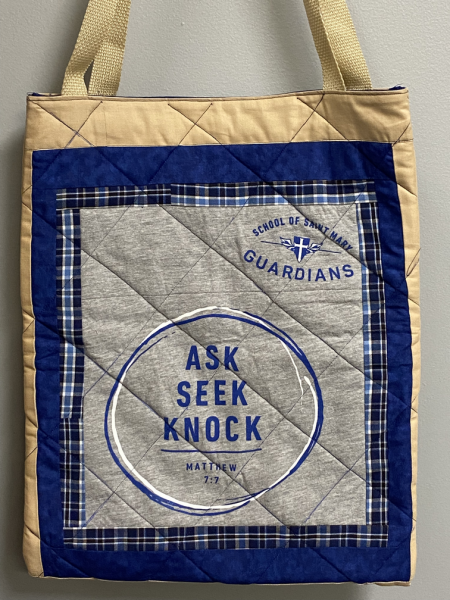 SCHOOL OF SAINT MARY
GUARDIANS
ASK
SEEK
KNOCK
MATTHEW
7:7